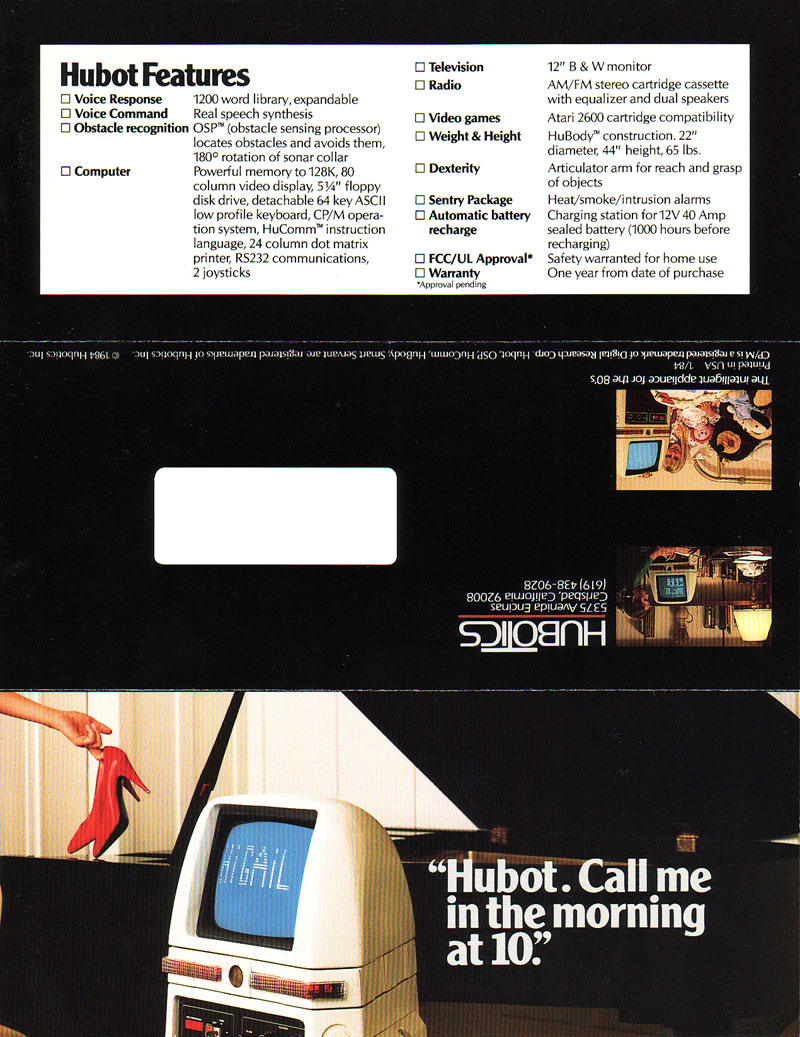 Hubot Features
☐ Voice Response 1200 word library, expandable
☐ Voice Command Real speech synthesis
☐ Obstacle recognition OSP™ (obstacle sensing processor)
locates obstacles and avoids them,
180° rotation of sonar collar
☐ Computer Powerful memory to 128K, 80
column video display, 5¼" floppy
disk drive, detachable 64 key ASCII
low profile keyboard, CP/M opera-
tion system, HuComm™ instruction
language, 24 column dot matrix
printer, RS232 communications,
2 joysticks
☐ Television 12" B & W monitor
☐ Radio AM/FM stereo cartridge cassette
with equalizer and dual speakers
☐ Video games Atari 2600 cartridge compatibility
☐ Weight & Height HuBody™ construction. 22"
diameter, 44" height, 65 lbs.
☐ Dexterity Articulator arm for reach and grasp
of objects
☐ Sentry Package Heat/smoke/intrusion alarms
☐ Automatic battery Charging station for 12V 40 Amp
recharge sealed battery (1000 hours before
recharging)
☐ FCC/UL Approval* Safety warranted for home use
☐ Warranty One year from date of purchase
*Approval pending
HUBOTICS
5375 Avenida Encinas
Carlsbad, California 92008
(619) 438-9028
The intelligent appliance for the 80's
Printed in USA 1/84
CP/M is a registered trademark of Digital Research Corp. Hubot, OSP, HuComm, HuBody, Smart Servant are registered trademarks of Hubotics Inc. © 1984 Hubotics Inc.
HI GAIL
"Hubot. Call me
in the morning
at 10."